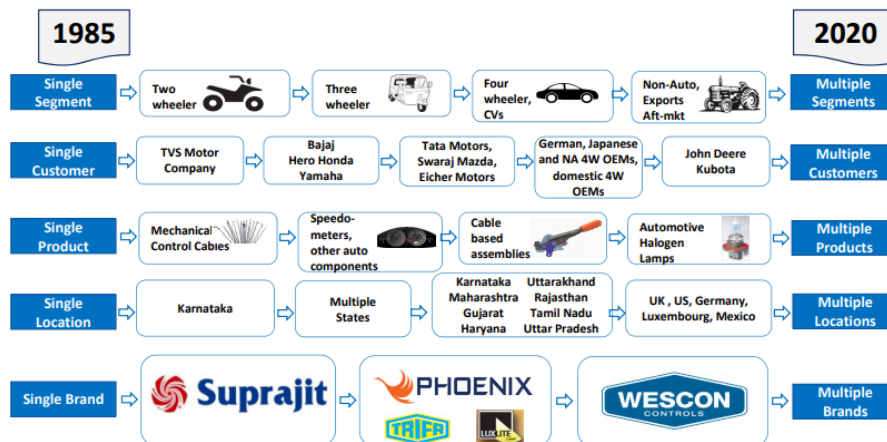 1985
2020
Single
Segment
Two
wheeler
Three
wheeler
Four
wheeler,
CVs
Non-Auto,
Exports
Aft-mkt
Multiple
Segments
Single
Customer
TVS Motor
Company
Bajaj
Hero Honda
Yamaha
Tata Motors,
Swaraj Mazda,
Eicher Motors
German, Japanese
and NA 4W OEMs,
domestic 4W
OEMs
John Deere
Kubota
Multiple
Customers
Single
Product
Mechanical
Control Cables
Speedo-
meters,
other auto
components
Cable
based
assemblies
Automotive
Halogen
Lamps
Multiple
Products
Single
Location
Karnataka
Multiple
States
Karnataka Uttarakhand
Maharashtra Rajasthan
Gujarat Tamil Nadu
Haryana Uttar Pradesh
UK , US, Germany,
Luxembourg, Mexico
Multiple
Locations
Single Brand
Suprajit
PHOENIX
TRIFA
LUXLITE
WESCON
CONTROLS
Multiple
Brands